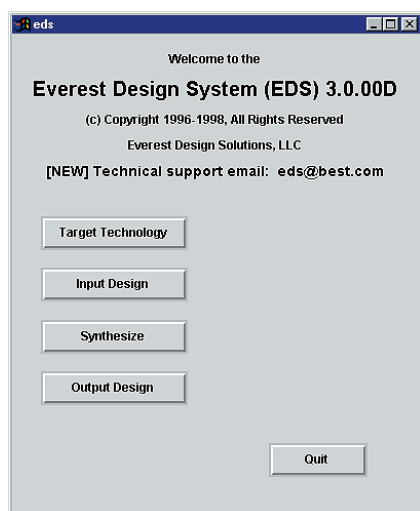 eds
Welcome to the
Everest Design System (EDS) 3.0.00D
(c) Copyright 1996-1998, All Rights Reserved
Everest Design Solutions, LLC
[NEW] Technical support email: eds@best.com
Target Technology
Input Design
Synthesize
Output Design
Quit